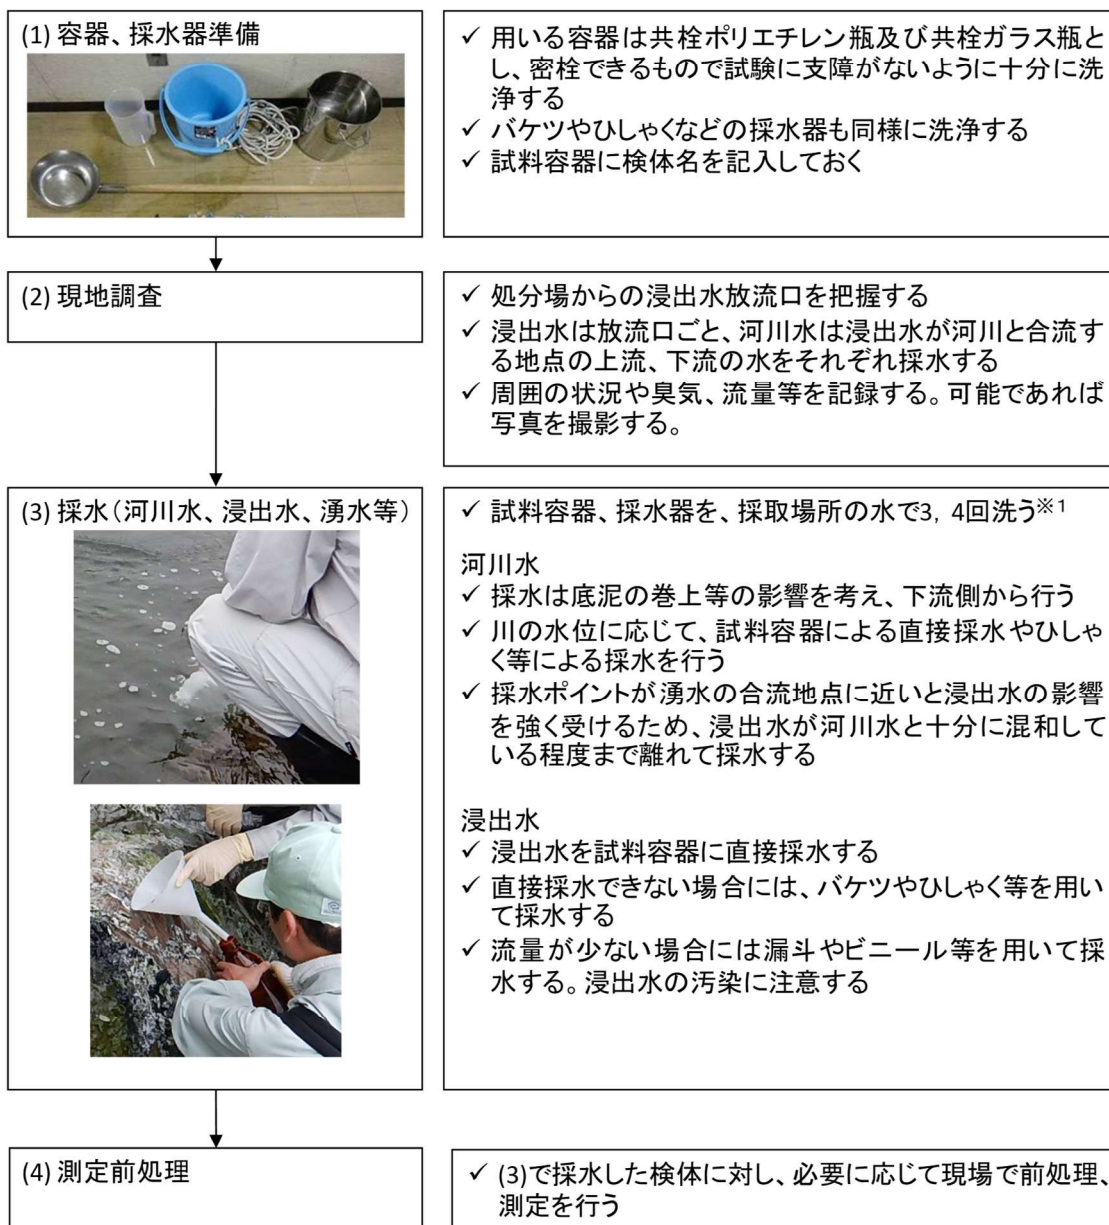 (1) 容器、採水器準備
✓ 用いる容器は共栓ポリエチレン瓶及び共栓ガラス瓶と
し、密栓できるもので試験に支障がないように十分に洗
浄する
✓ バケツやひしゃくなどの採水器も同様に洗浄する
✓ 試料容器に検体名を記入しておく
(2) 現地調査
✓ 処分場からの浸出水放流口を把握する
✓ 浸出水は放流口ごと、河川水は浸出水が河川と合流す
る地点の上流、下流の水をそれぞれ採水する
✓ 周囲の状況や臭気、流量等を記録する。可能であれば
写真を撮影する。
(3) 採水(河川水、浸出水、湧水等)
✓ 試料容器、採水器を、採取場所の水で3, 4回洗う※1
河川水
✓ 採水は底泥の巻上等の影響を考え、下流側から行う
✓ 川の水位に応じて、試料容器による直接採水やひしゃ
く等による採水を行う
✓ 採水ポイントが湧水の合流地点に近いと浸出水の影響
を強く受けるため、浸出水が河川水と十分に混和して
いる程度まで離れて採水する
浸出水
✓ 浸出水を試料容器に直接採水する
✓ 直接採水できない場合には、バケツやひしゃく等を用い
て採水する
✓ 流量が少ない場合には漏斗やビニール等を用いて採
水する。浸出水の汚染に注意する
(4) 測定前処理
✓ (3)で採水した検体に対し、必要に応じて現場で前処理、
測定を行う